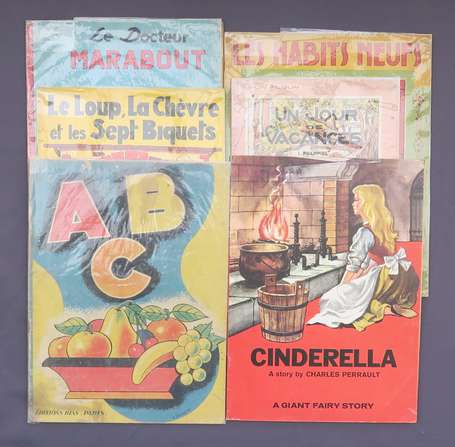 Le Docteur
MARABOUT
Le Loup, La Chèvre
et les Sept Biquets
A B
C
LES HABITS NEUFS
UN JOUR
DE
VACANCES
CINDERELLA
A story by CHARLES PERRAULT
A GIANT FAIRY STORY